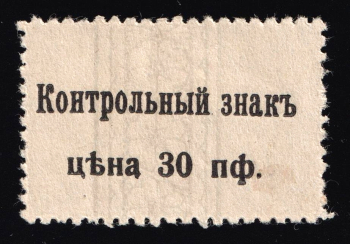 Контрольный знакъ
цѣна 30 пф.